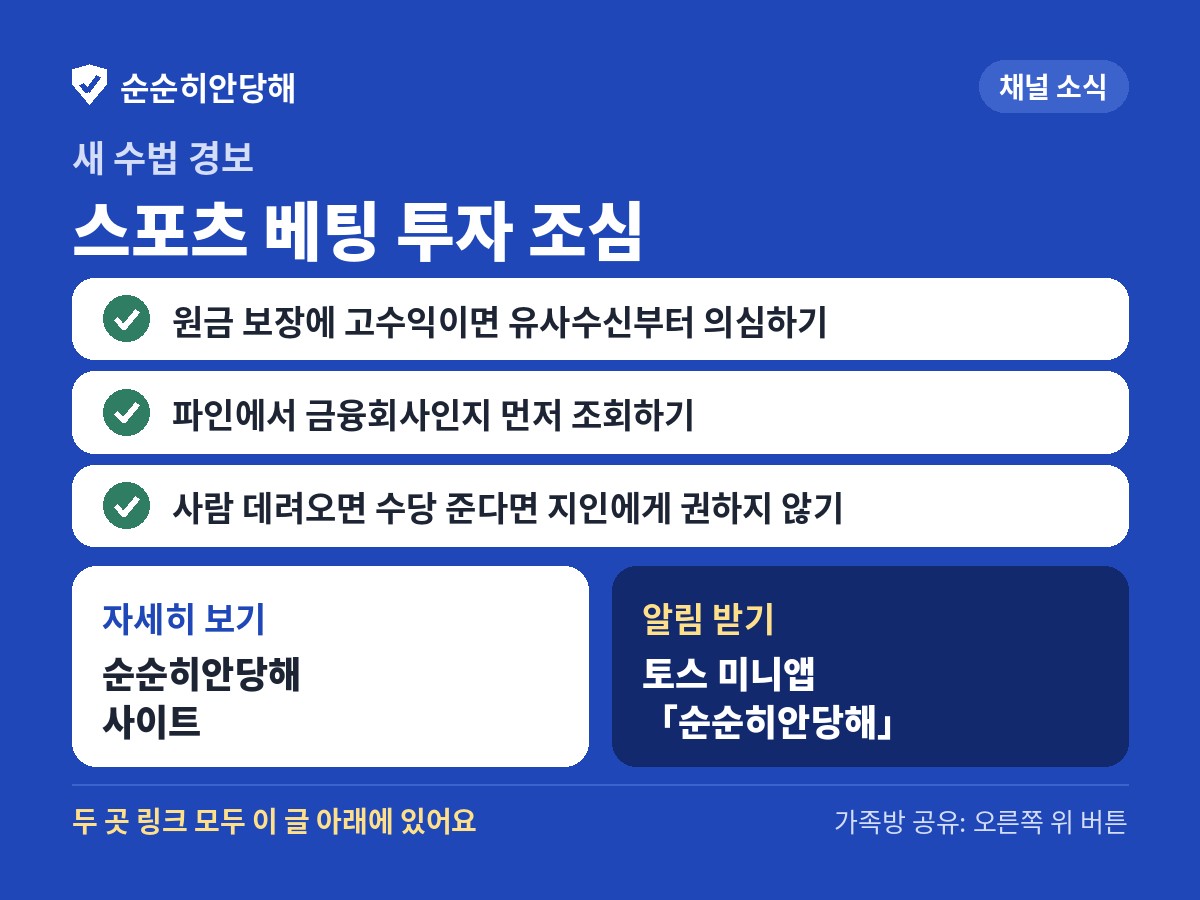 순순히안당해
채널 소식
새 수법 경보
스포츠 베팅 투자 조심
원금 보장에 고수익이면 유사수신부터 의심하기
파인에서 금융회사인지 먼저 조회하기
사람 데려오면 수당 준다면 지인에게 권하지 않기
자세히 보기
순순히안당해
사이트
알림 받기
토스 미니앱
「순순히안당해」
두 곳 링크 모두 이 글 아래에 있어요
가족방 공유: 오른쪽 위 버튼